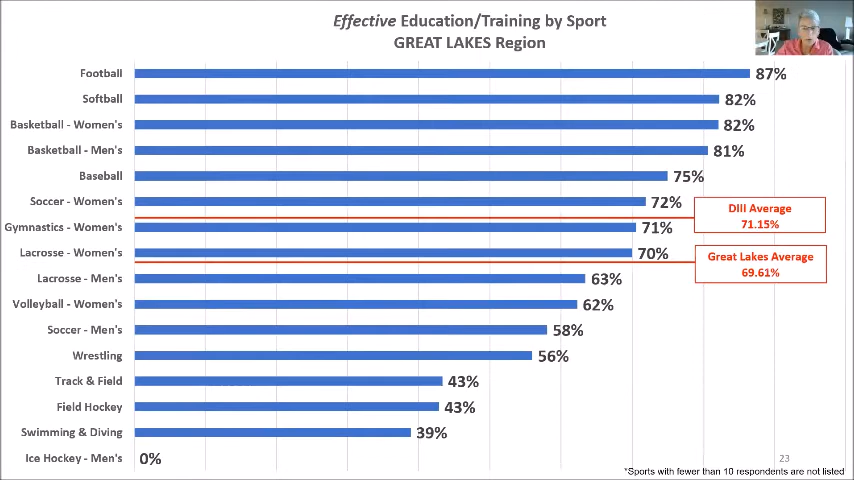 Effective Education/Training by Sport
GREAT LAKES Region
Football 87%
Softball 82%
Basketball - Women's 82%
Basketball - Men's 81%
Baseball 75%
Soccer - Women's 72%
DIII Average
71.15%
Gymnastics - Women's 71%
Lacrosse - Women's 70%
Great Lakes Average
69.61%
Lacrosse - Men's 63%
Volleyball - Women's 62%
Soccer - Men's 58%
Wrestling 56%
Track & Field 43%
Field Hockey 43%
Swimming & Diving 39%
Ice Hockey - Men's 0%
23
*Sports with fewer than 10 respondents are not listed